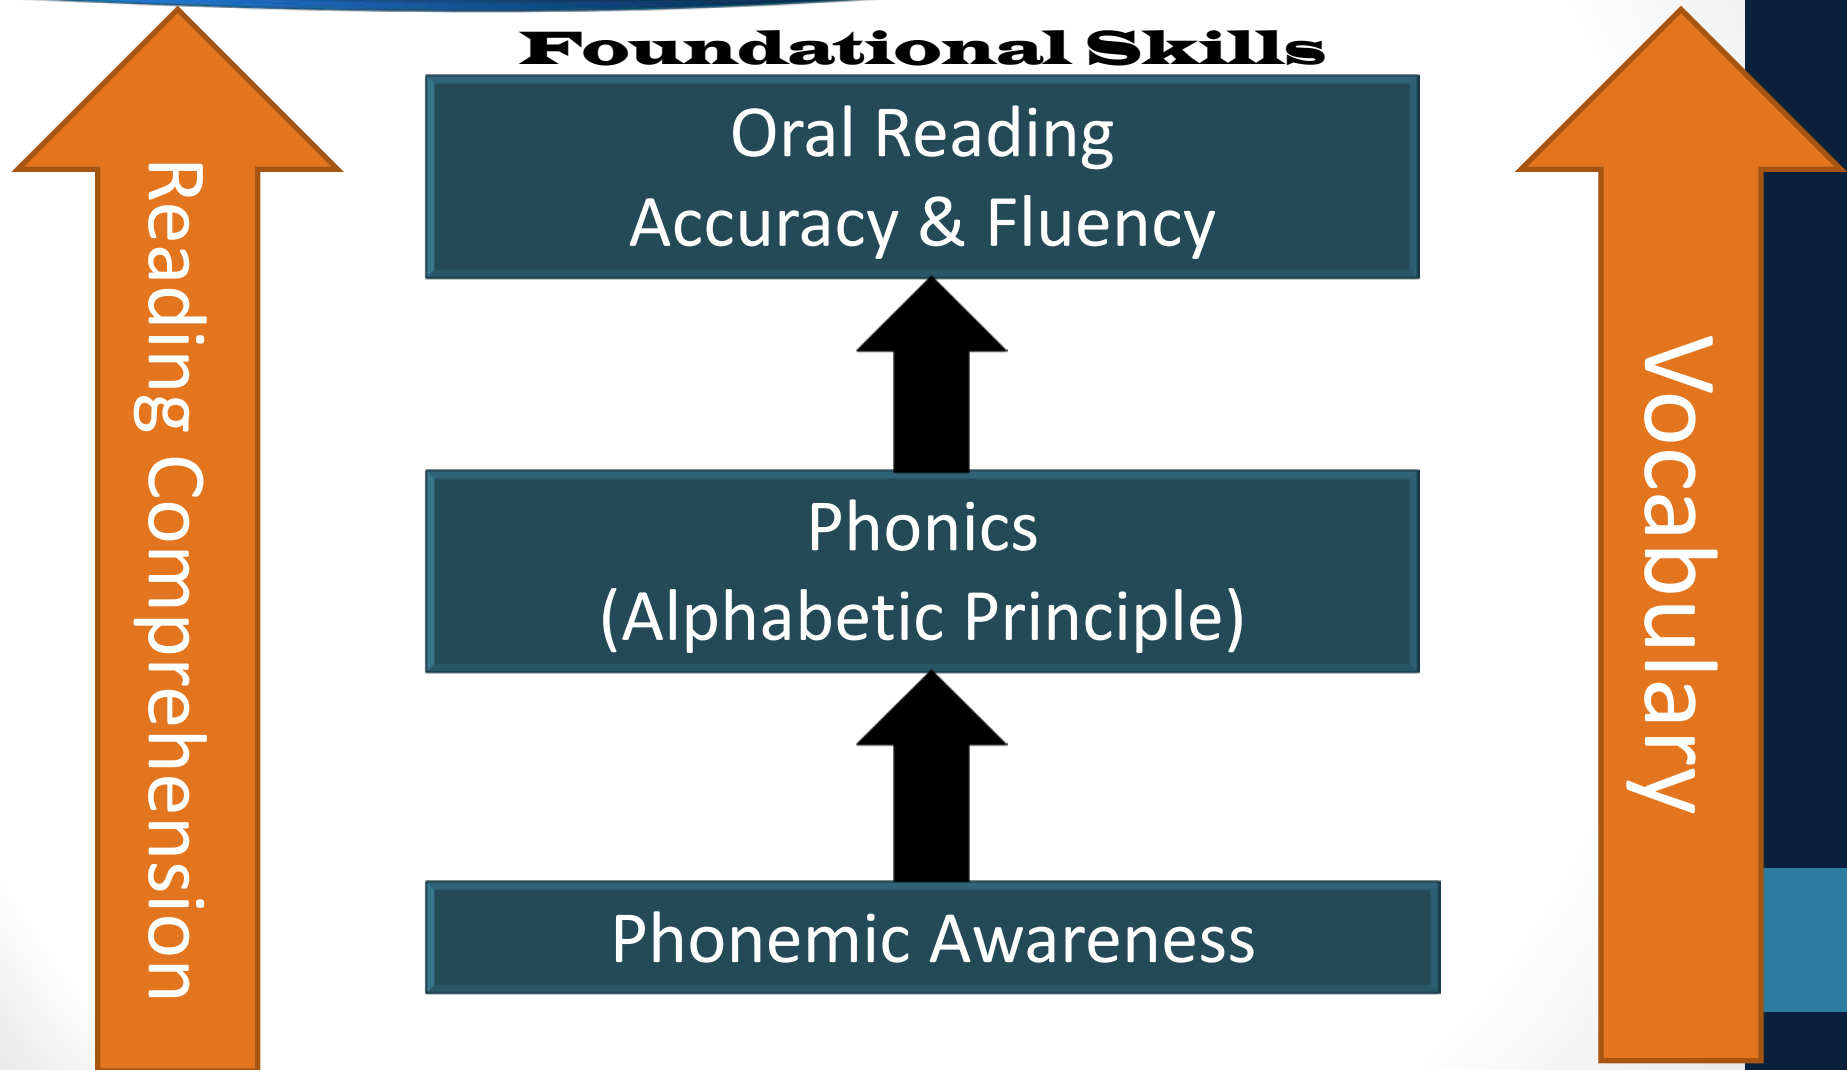 Foundational Skills
Oral Reading
Accuracy & Fluency
Phonics
(Alphabetic Principle)
Phonemic Awareness
Reading Comprehension
Vocabulary